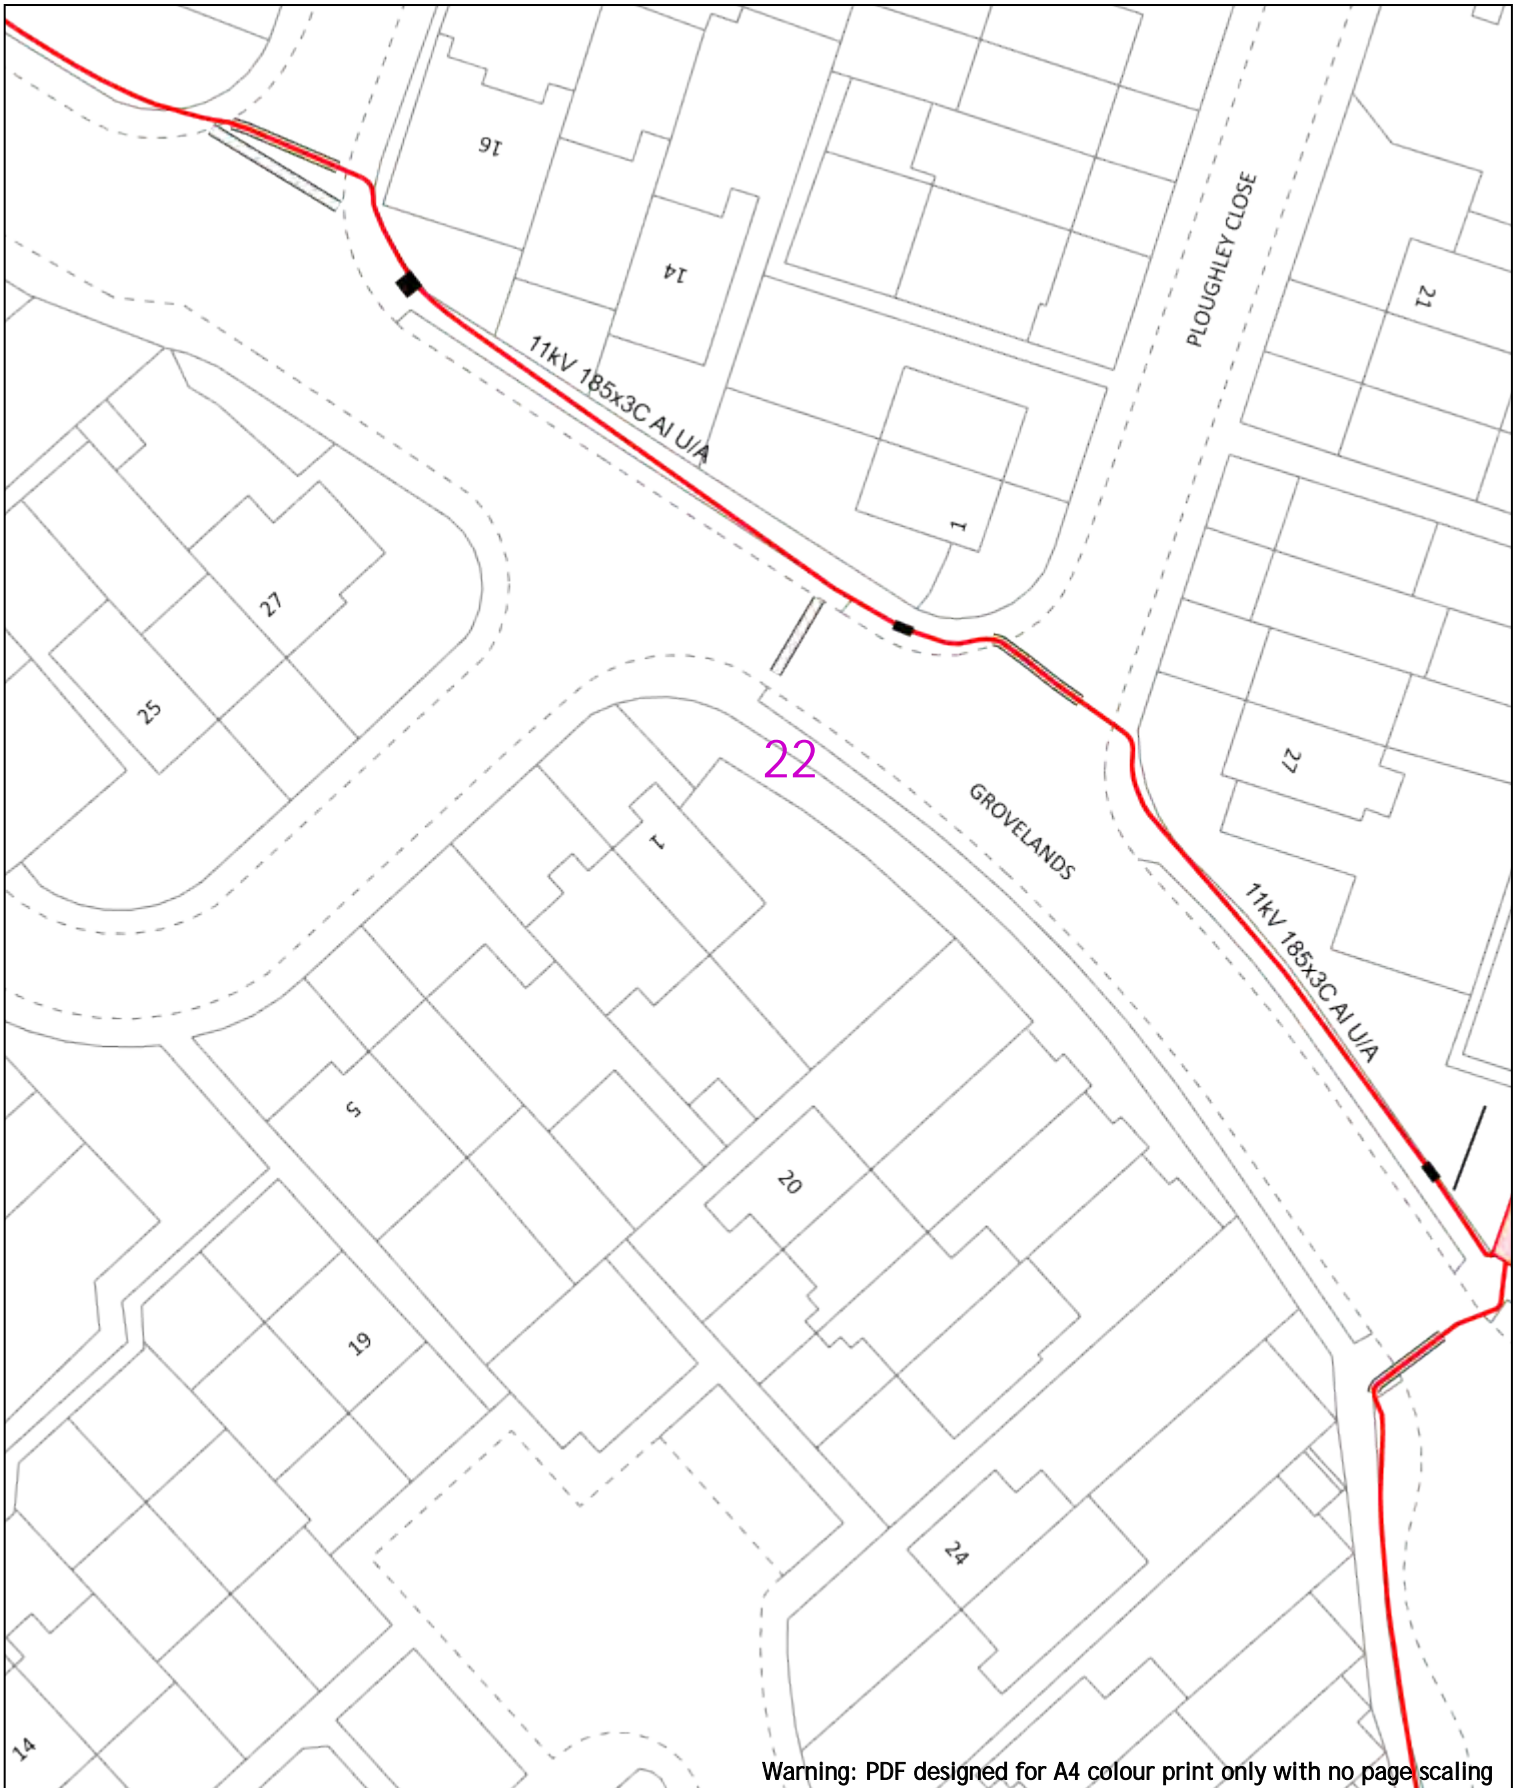 16
14
PLOUGHLEY CLOSE
21
11kV 185x3C Al U/A
1
27
25
22
27
GROVELANDS
1
11kV 185x3C Al U/A
5
20
19
24
14
Warning: PDF designed for A4 colour print only with no page scaling